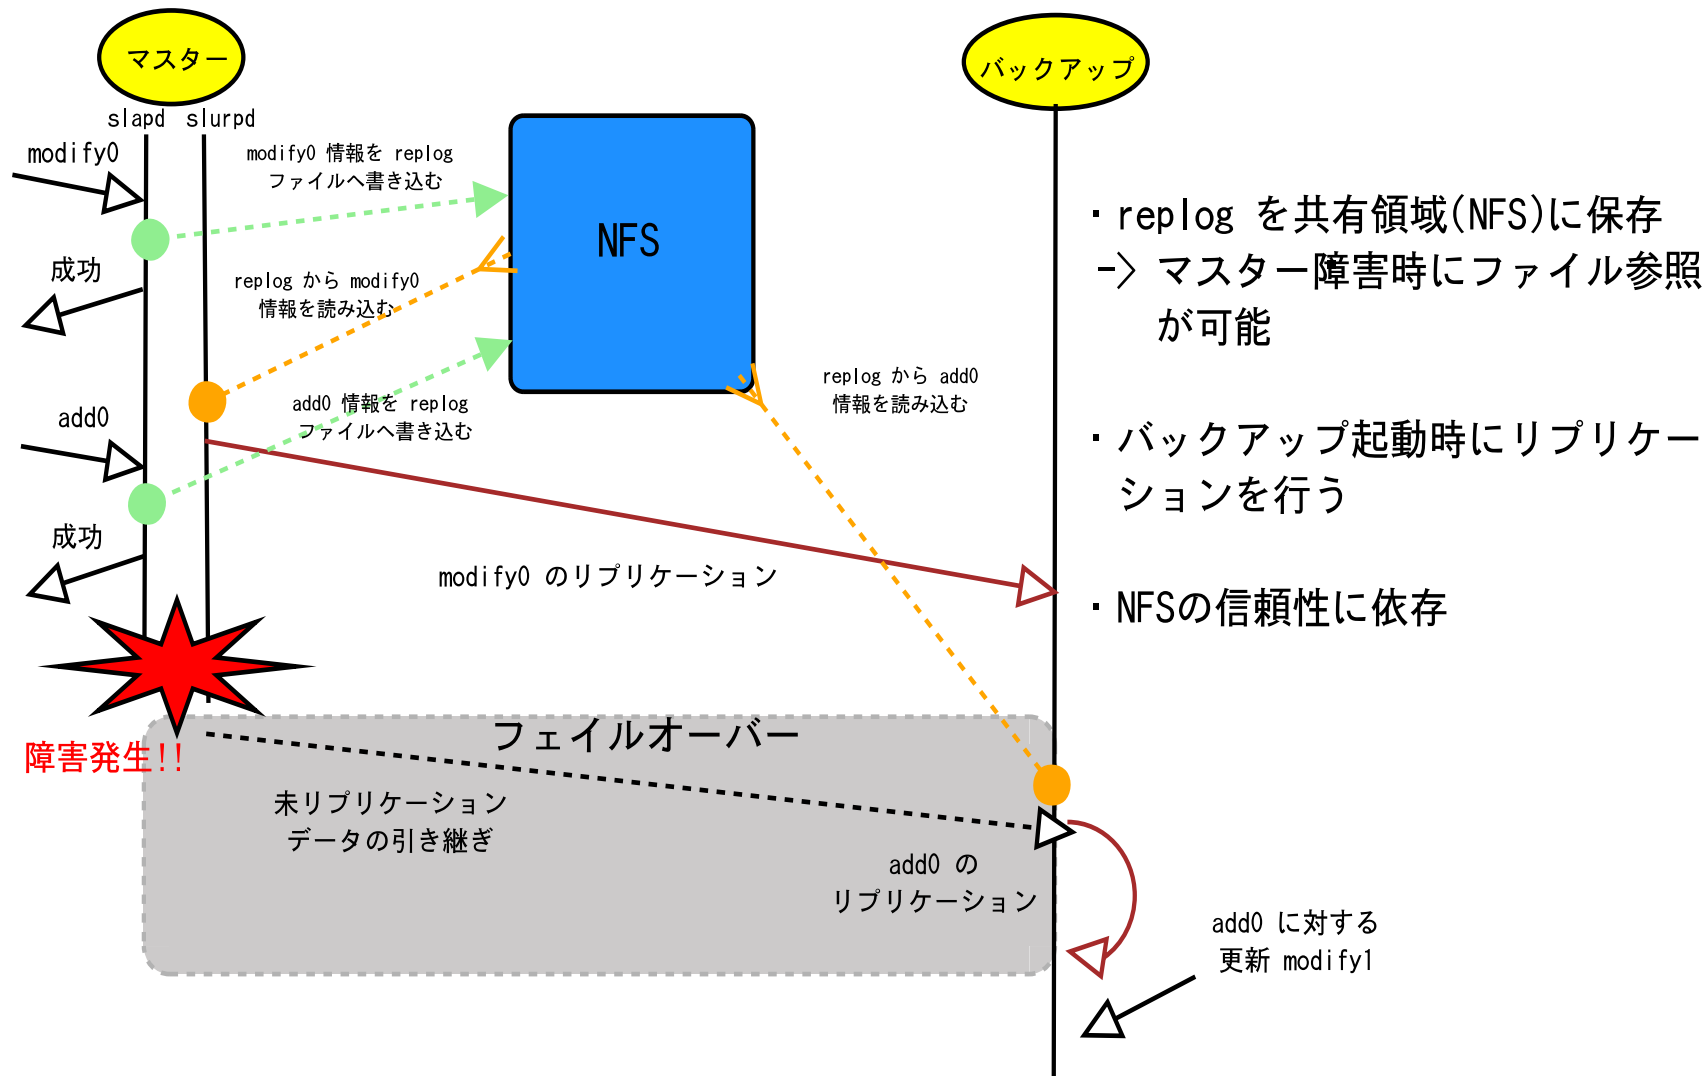 マスター
バックアップ
slapd slurpd
modify0
modify0 情報を replog
ファイルへ書き込む
NFS
成功
replog から modify0
情報を読み込む
add0
add0 情報を replog
ファイルへ書き込む
replog から add0
情報を読み込む
成功
modify0 のリプリケーション
・replog を共有領域(NFS)に保存
-> マスター障害時にファイル参照
が可能
・バックアップ起動時にリプリケー
ションを行う
・NFSの信頼性に依存
障害発生!!
フェイルオーバー
未リプリケーション
データの引き継ぎ
add0 の
リプリケーション
add0 に対する
更新 modify1